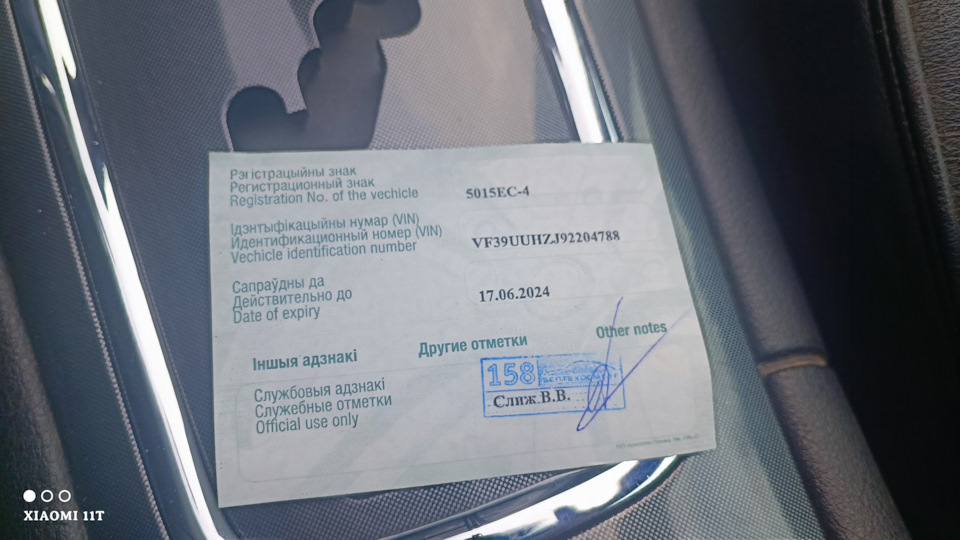 Рэгістрацыйны знак
Регистрационный знак
Registration No. of the vechicle
5015EC-4
Ідэнтыфікацыйны нумар (VIN)
Идентификационный номер (VIN)
Vechicle identification number
VF39UUHZJ92204788
Сапраўдны да
Действительно до
Date of expiry
17.06.2024
Іншыя адзнакі
Другие отметки
Other notes
Службовыя адзнакі
Служебные отметки
Official use only
158
Слиж.В.В.
XIAOMI 11T